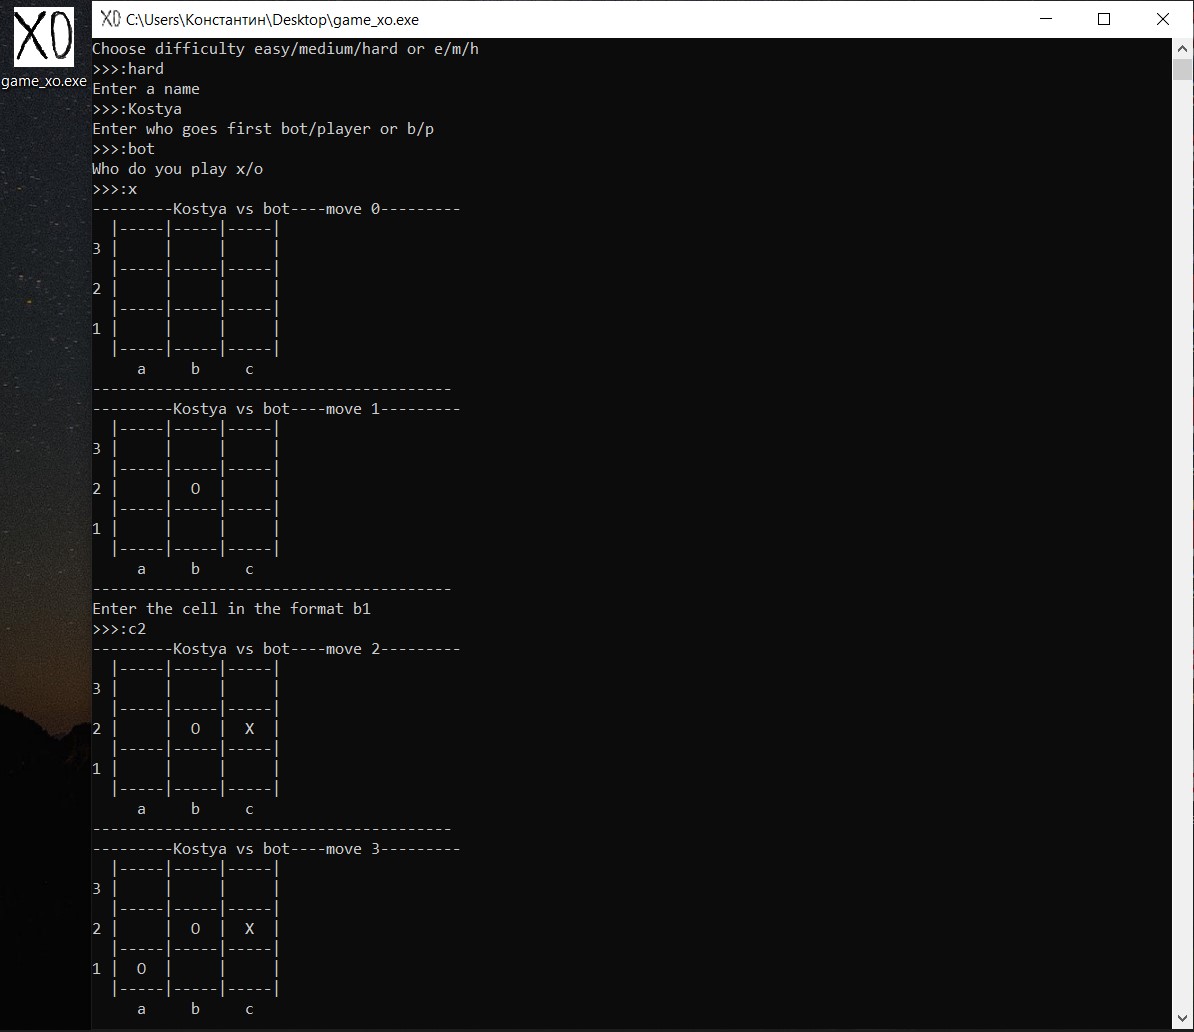 XO
game_xo.exe
XO C:\Users\Константин\Desktop\game_xo.exe
Choose difficulty easy/medium/hard or e/m/h
>>>:hard
Enter a name
>>>:Kostya
Enter who goes first bot/player or b/p
>>>:bot
Who do you play x/o
>>>:x
---------Kostya vs bot----move 0---------
  |-----|-----|-----|
3 |     |     |     |
  |-----|-----|-----|
2 |     |     |     |
  |-----|-----|-----|
1 |     |     |     |
  |-----|-----|-----|
     a     b     c
----------------------------------------
---------Kostya vs bot----move 1---------
  |-----|-----|-----|
3 |     |     |     |
  |-----|-----|-----|
2 |     |  O  |     |
  |-----|-----|-----|
1 |     |     |     |
  |-----|-----|-----|
     a     b     c
----------------------------------------
Enter the cell in the format b1
>>>:c2
---------Kostya vs bot----move 2---------
  |-----|-----|-----|
3 |     |     |     |
  |-----|-----|-----|
2 |     |  O  |  X  |
  |-----|-----|-----|
1 |     |     |     |
  |-----|-----|-----|
     a     b     c
----------------------------------------
---------Kostya vs bot----move 3---------
  |-----|-----|-----|
3 |     |     |     |
  |-----|-----|-----|
2 |     |  O  |  X  |
  |-----|-----|-----|
1 |  O  |     |     |
  |-----|-----|-----|
     a     b     c